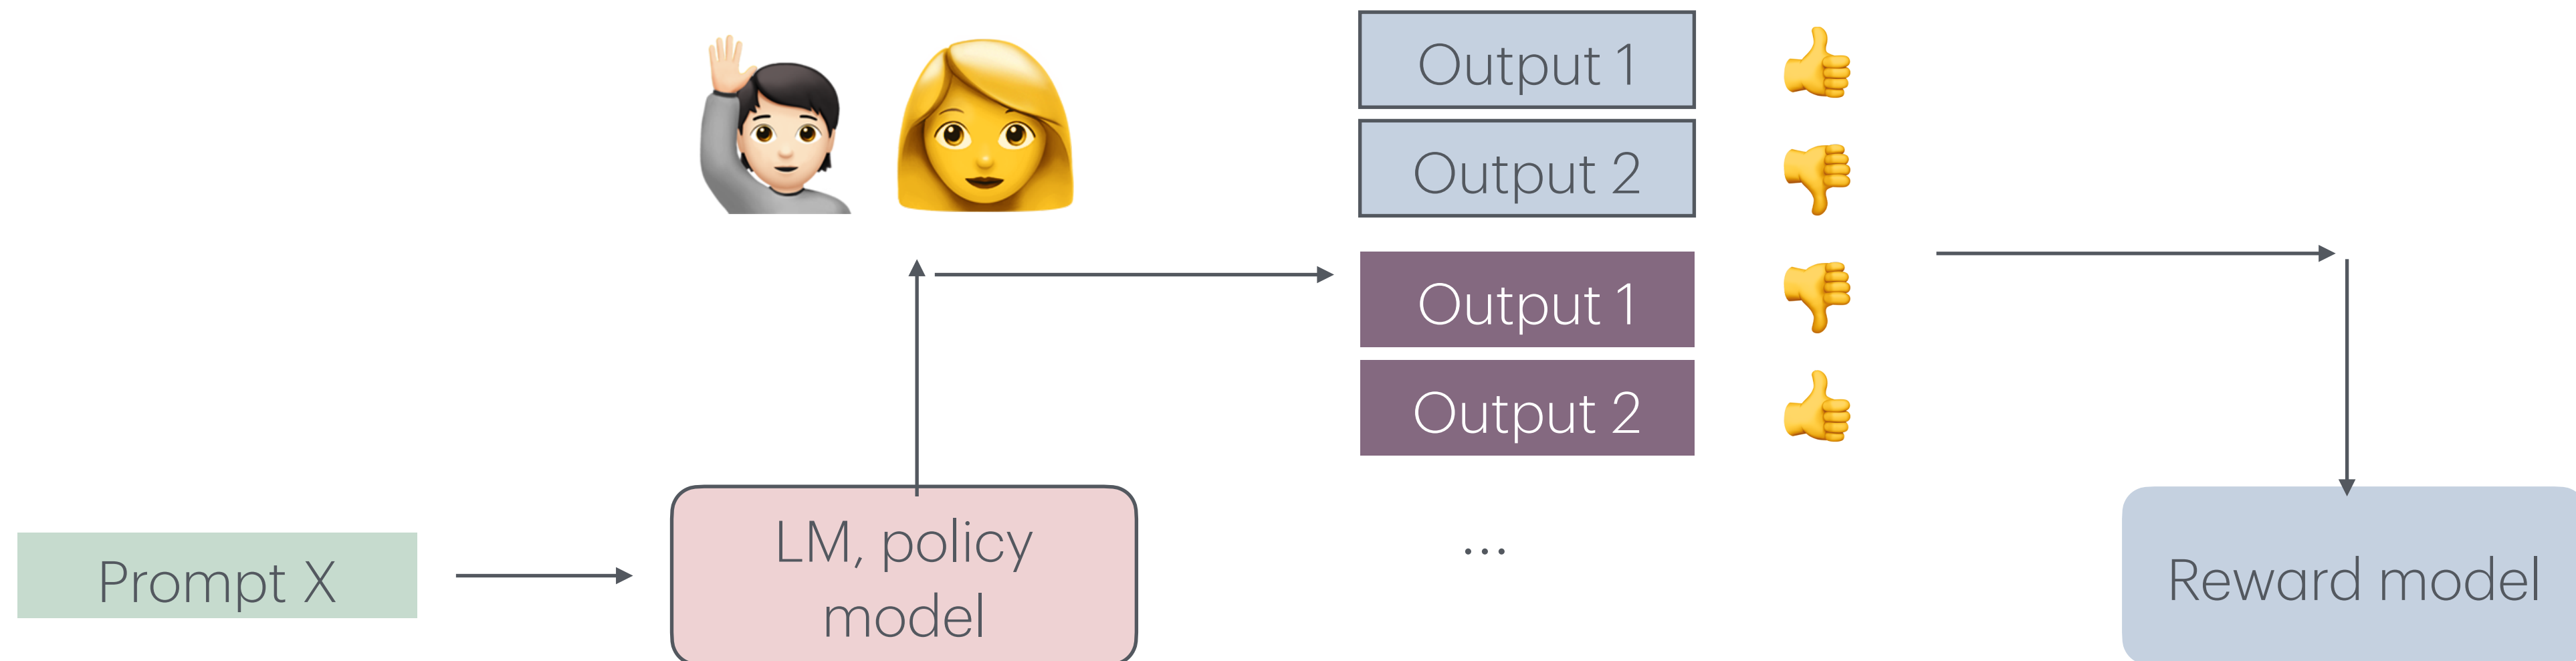 Output 1
Output 2
Output 1
Output 2
...
Prompt X
LM, policy
model
Reward model